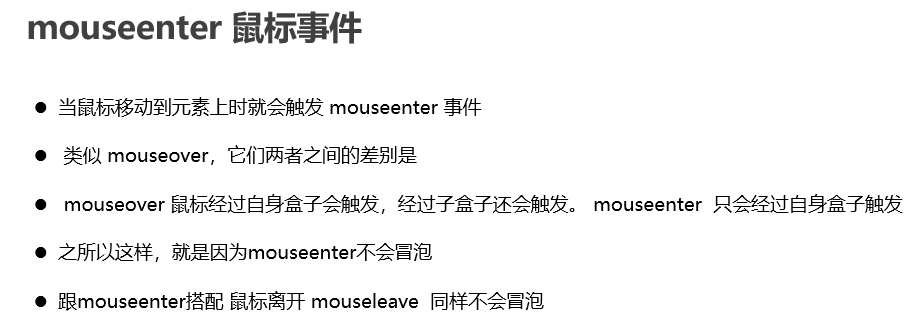 mouseenter 鼠标事件
● 当鼠标移动到元素上时就会触发 mouseenter 事件
● 类似 mouseover，它们两者之间的差别是
● mouseover 鼠标经过自身盒子会触发，经过子盒子还会触发。 mouseenter 只会经过自身盒子触发
● 之所以这样，就是因为mouseenter不会冒泡
● 跟mouseenter搭配 鼠标离开 mouseleave 同样不会冒泡